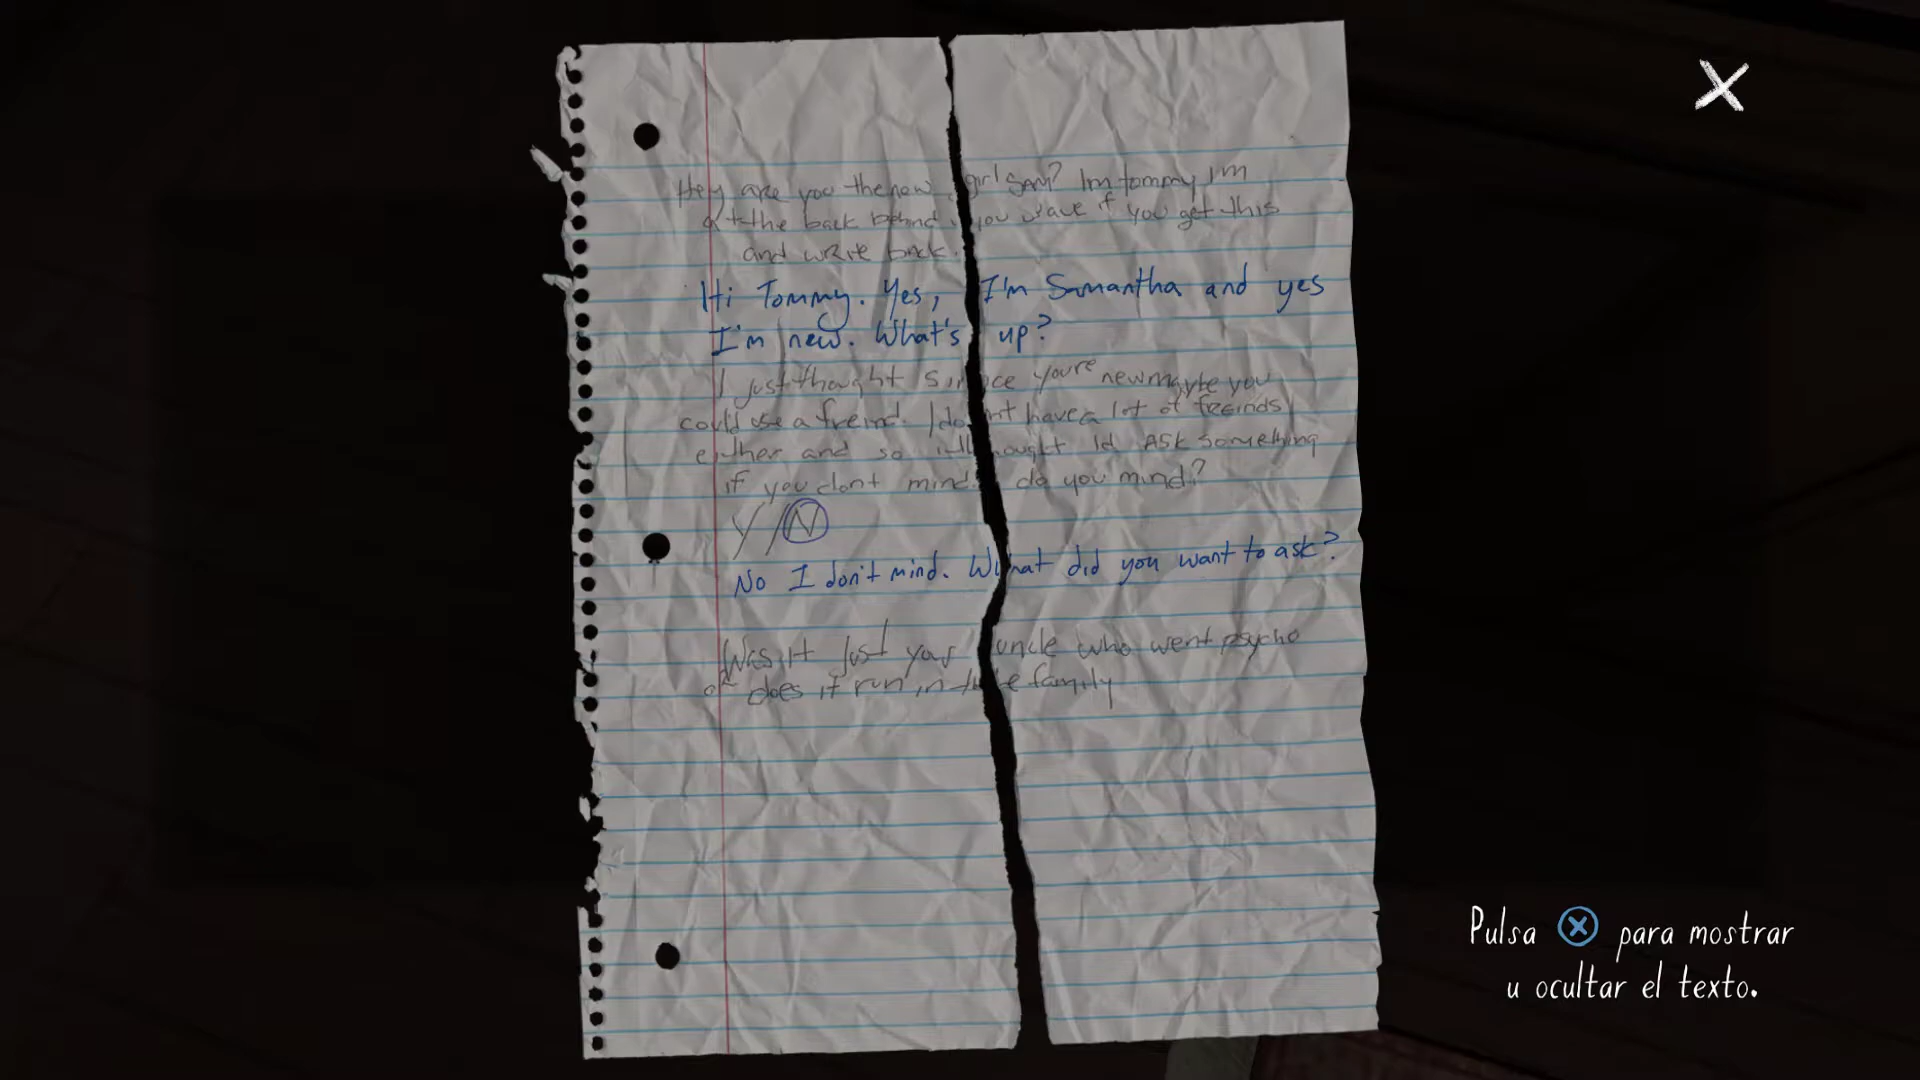 Hey are you the new girl Sam? Im tommy Im
at the back behind you wave if you get this
and write back.
Hi Tommy. Yes, I'm Samantha and yes
I'm new. What's up?
I just thought since youre new maybe you
could use a freind. I dont have a lot of freinds
either and so i thought Id ASk something
if you dont mind. do you mind?
Y/N
No I don't mind. What did you want to ask?
Was it Just your uncle who went psycho
or does it run in the family
Pulsa para mostrar
u ocultar el texto.